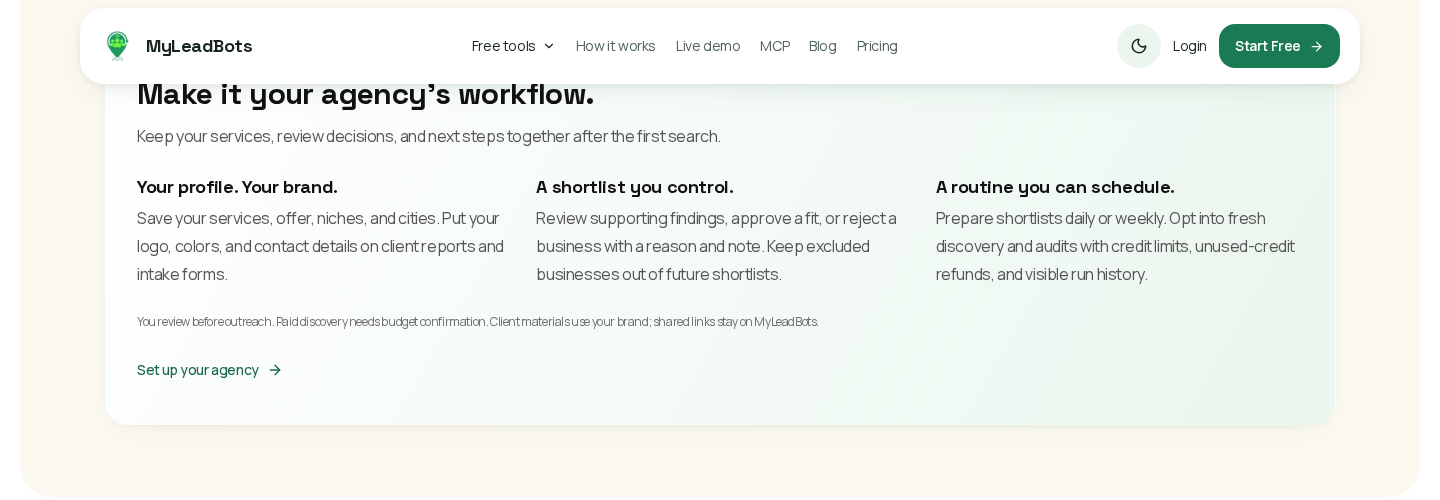 MyLeadBots
Free tools
How it works
Live demo
MCP
Blog
Pricing
Login
Start Free
Make it your agency's workflow.
Keep your services, review decisions, and next steps together after the first search.
Your profile. Your brand.
Save your services, offer, niches, and cities. Put your
logo, colors, and contact details on client reports and
intake forms.
A shortlist you control.
Review supporting findings, approve a fit, or reject a
business with a reason and note. Keep excluded
businesses out of future shortlists.
A routine you can schedule.
Prepare shortlists daily or weekly. Opt into fresh
discovery and audits with credit limits, unused-credit
refunds, and visible run history.
You review before outreach. Paid discovery needs budget confirmation. Client materials use your brand; shared links stay on MyLeadBots.
Set up your agency